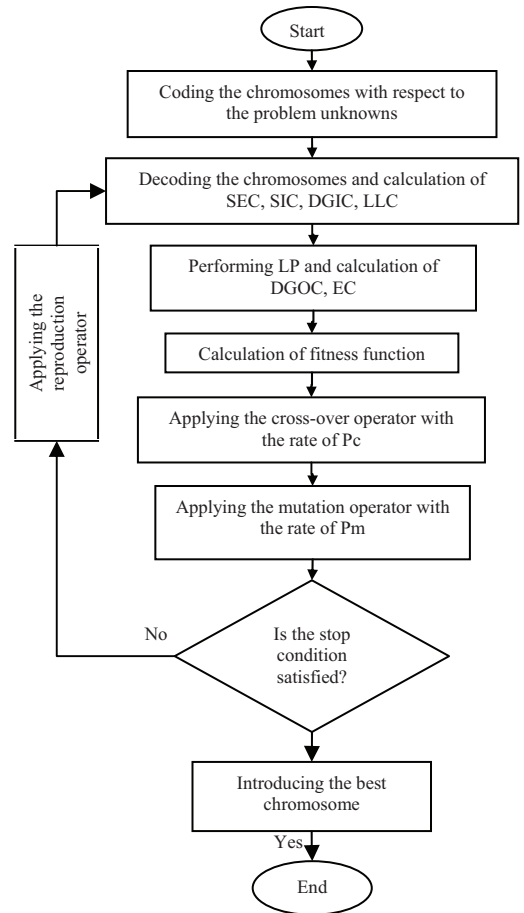 Start
Coding the chromosomes with respect to
the problem unknowns
Decoding the chromosomes and calculation of
SEC, SIC, DGIC, LLC
Applying the
reproduction
operator
Performing LP and calculation of
DGOC, EC
Calculation of fitness function
Applying the cross-over operator with
the rate of Pc
Applying the mutation operator with
the rate of Pm
No
Is the stop
condition
satisfied?
Introducing the best
chromosome
Yes
End